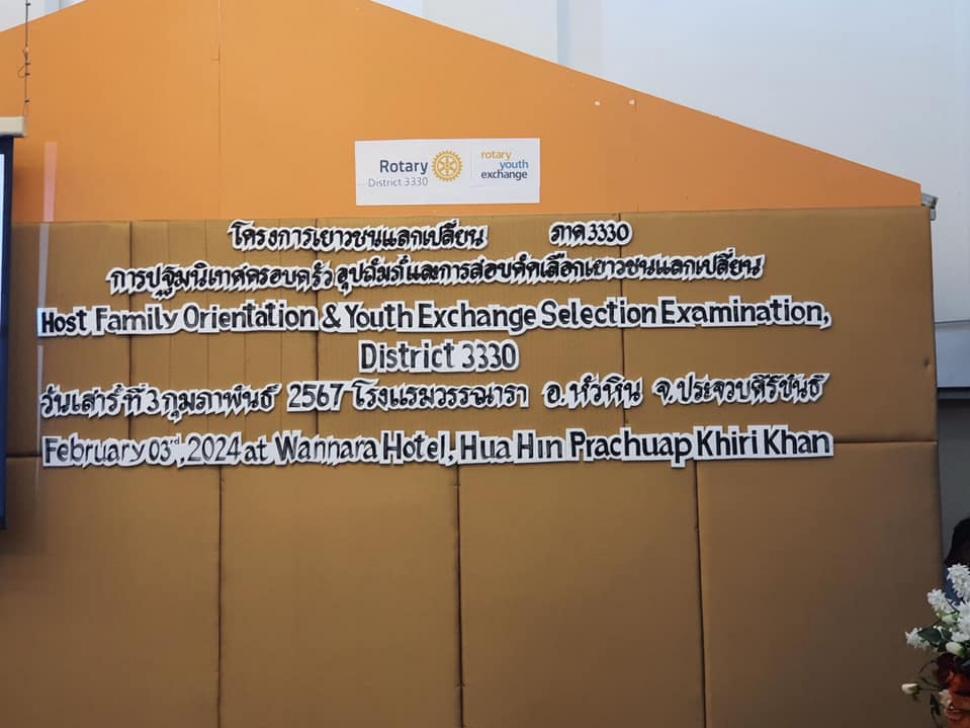 Rotary
District 3330
rotary
youth
exchange
โครงการเยาวชนแลกเปลี่ยน ภาค 3330
การปฐมนิเทศครอบครัวอุปถัมภ์และการสอบคัดเลือกเยาวชนแลกเปลี่ยน
Host Family Orientation & Youth Exchange Selection Examination,
District 3330
วันเสาร์ที่ 3 กุมภาพันธ์ 2567 โรงแรมวรรณารา อ.หัวหิน จ.ประจวบคีรีขันธ์
February 03rd, 2024 at Wannara Hotel, Hua Hin Prachuap Khiri Khan